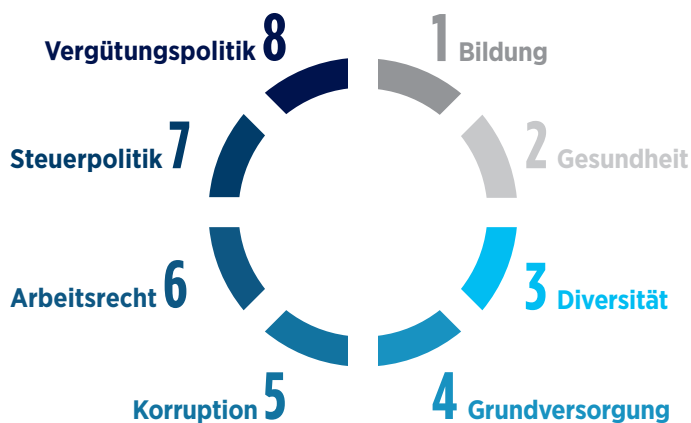 1 Bildung
2 Gesundheit
3 Diversität
4 Grundversorgung
5 Korruption
6 Arbeitsrecht
7 Steuerpolitik
8 Vergütungspolitik